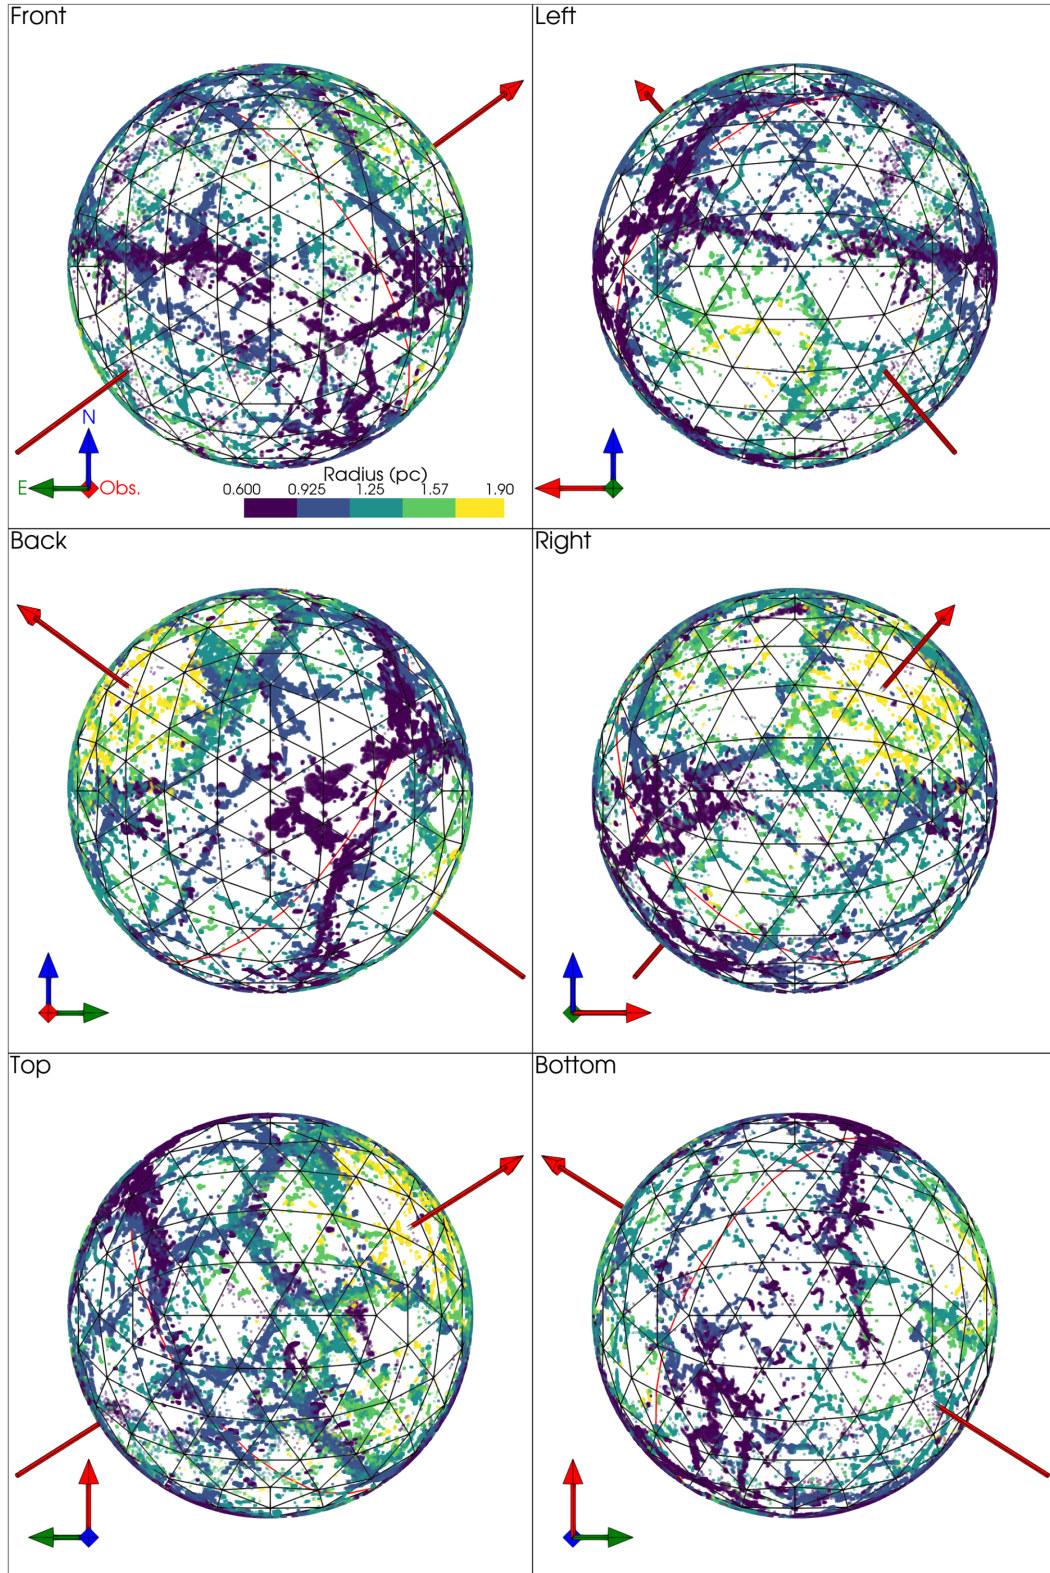 Front
Left
N
E
Obs.
Radius (pc)
0.600 0.925 1.25 1.57 1.90
Back
Right
Top
Bottom